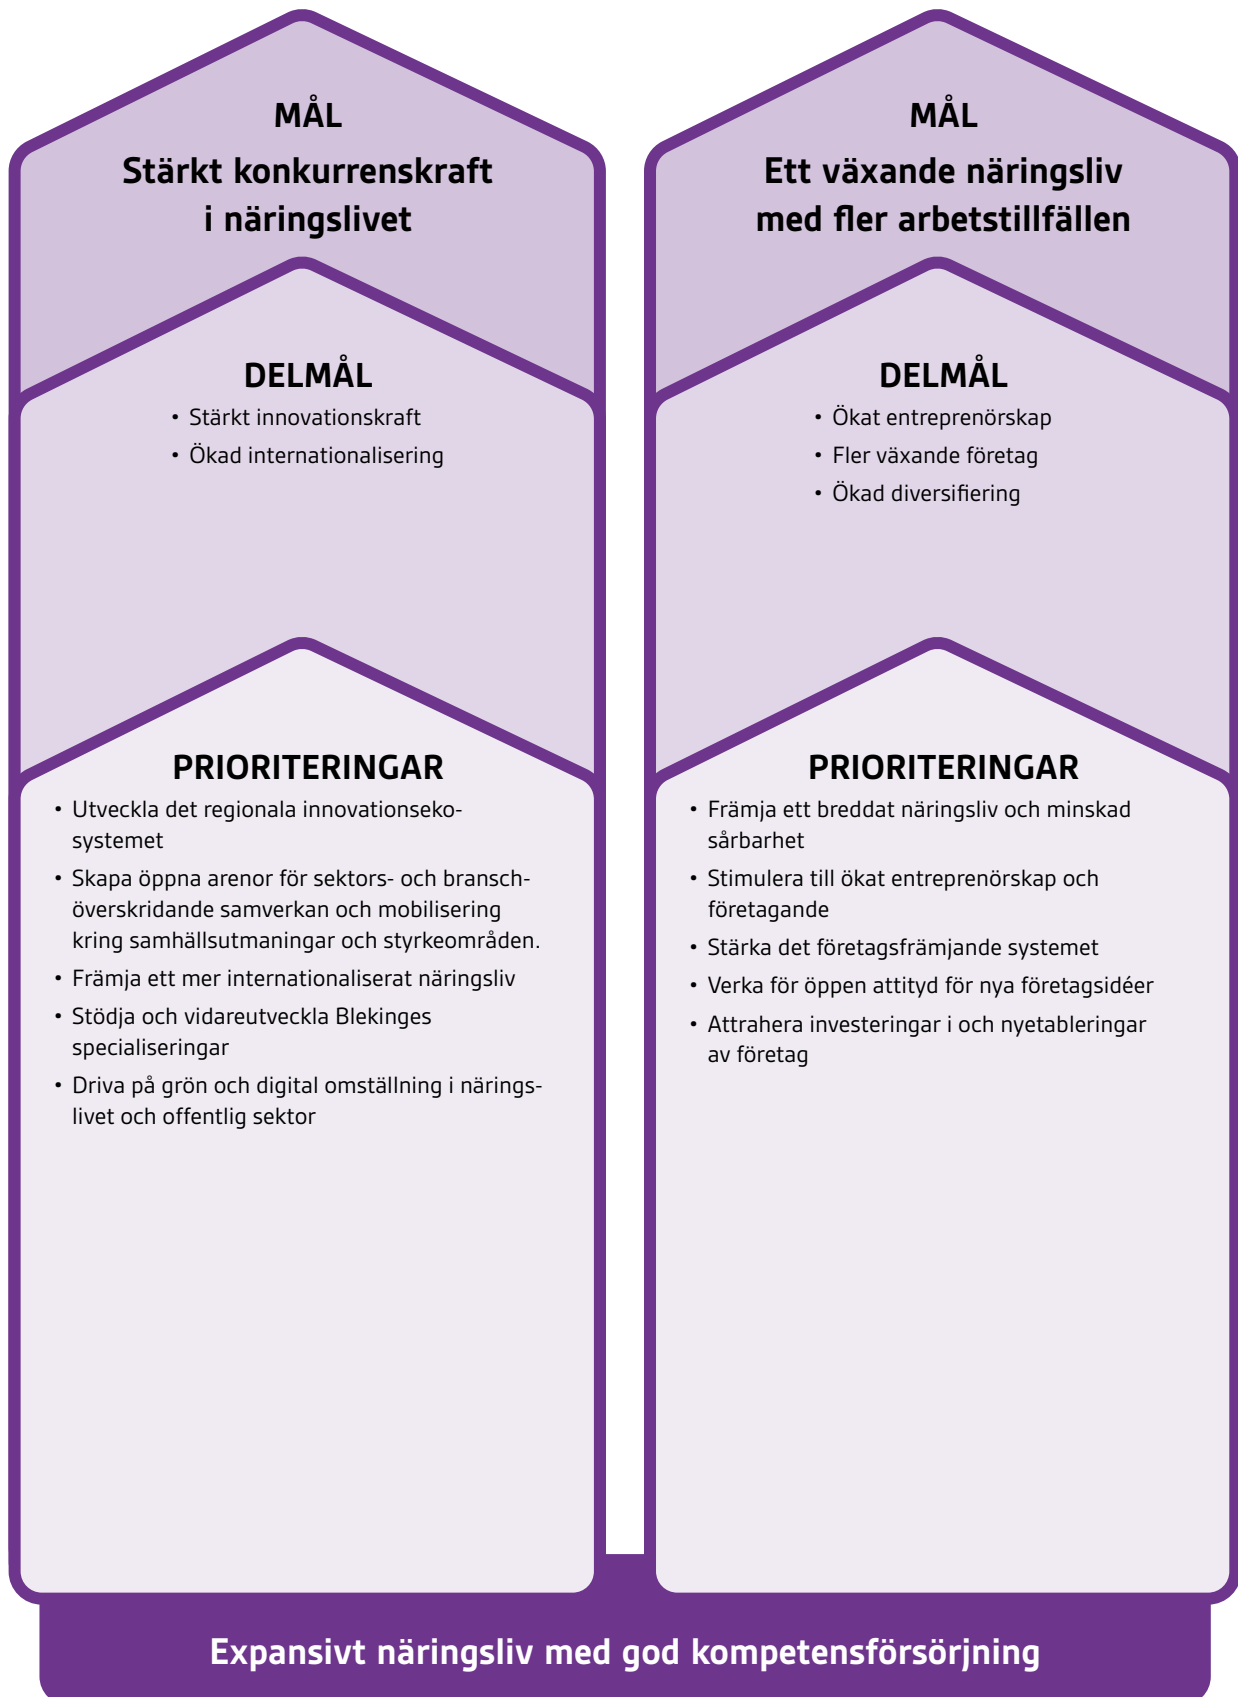 MÅL
Stärkt konkurrenskraft
i näringslivet
DELMÅL
• Stärkt innovationskraft
• Ökad internationalisering
PRIORITERINGAR
• Utveckla det regionala innovationseko-
systemet
• Skapa öppna arenor för sektors- och bransch-
överskridande samverkan och mobilisering
kring samhällsutmaningar och styrkeområden.
• Främja ett mer internationaliserat näringsliv
• Stödja och vidareutveckla Blekinges
specialiseringar
• Driva på grön och digital omställning i närings-
livet och offentlig sektor
MÅL
Ett växande näringsliv
med fler arbetstillfällen
DELMÅL
• Ökat entreprenörskap
• Fler växande företag
• Ökad diversifiering
PRIORITERINGAR
• Främja ett breddat näringsliv och minskad
sårbarhet
• Stimulera till ökat entreprenörskap och
företagande
• Stärka det företagsfrämjande systemet
• Verka för öppen attityd för nya företagsidéer
• Attrahera investeringar i och nyetableringar
av företag
Expansivt näringsliv med god kompetensförsörjning